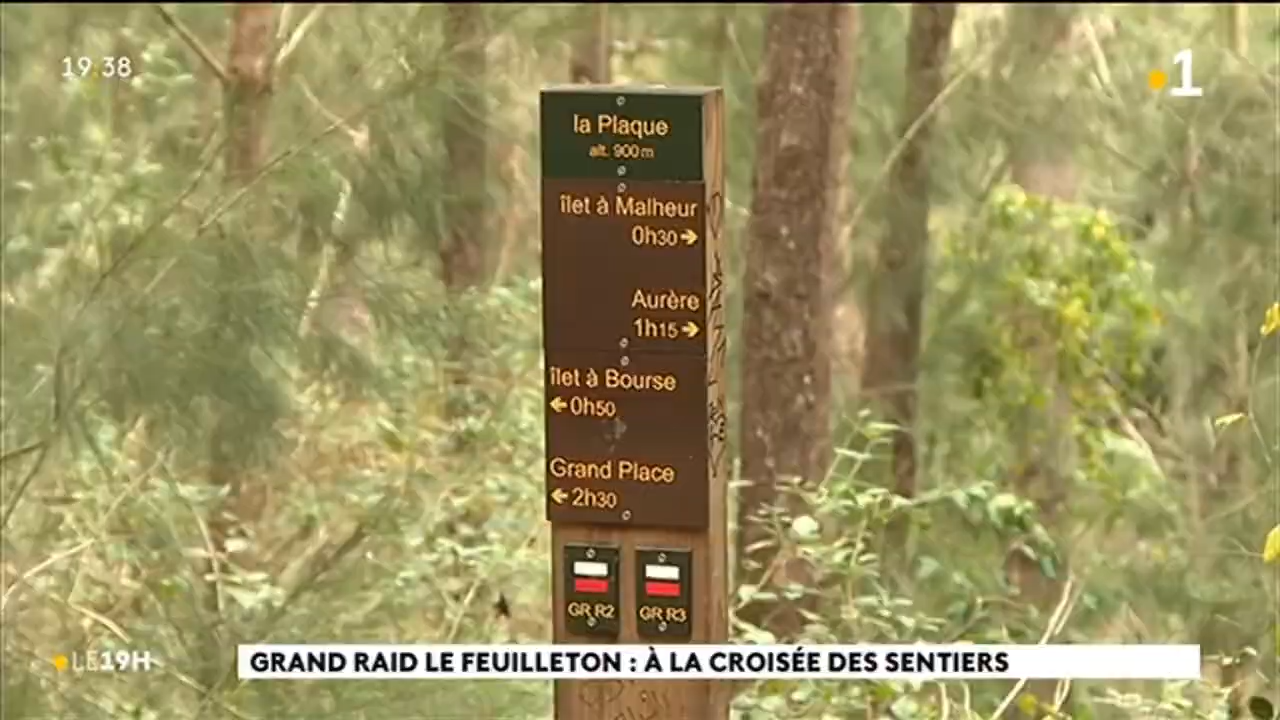 19:38
1
la Plaque
alt. 900m
îlet à Malheur
0h30 →
Aurère
1h15 →
îlet à Bourse
← 0h50
Grand Place
← 2h30
GR R2
GR R3
LE19H
GRAND RAID LE FEUILLETON : À LA CROISÉE DES SENTIERS